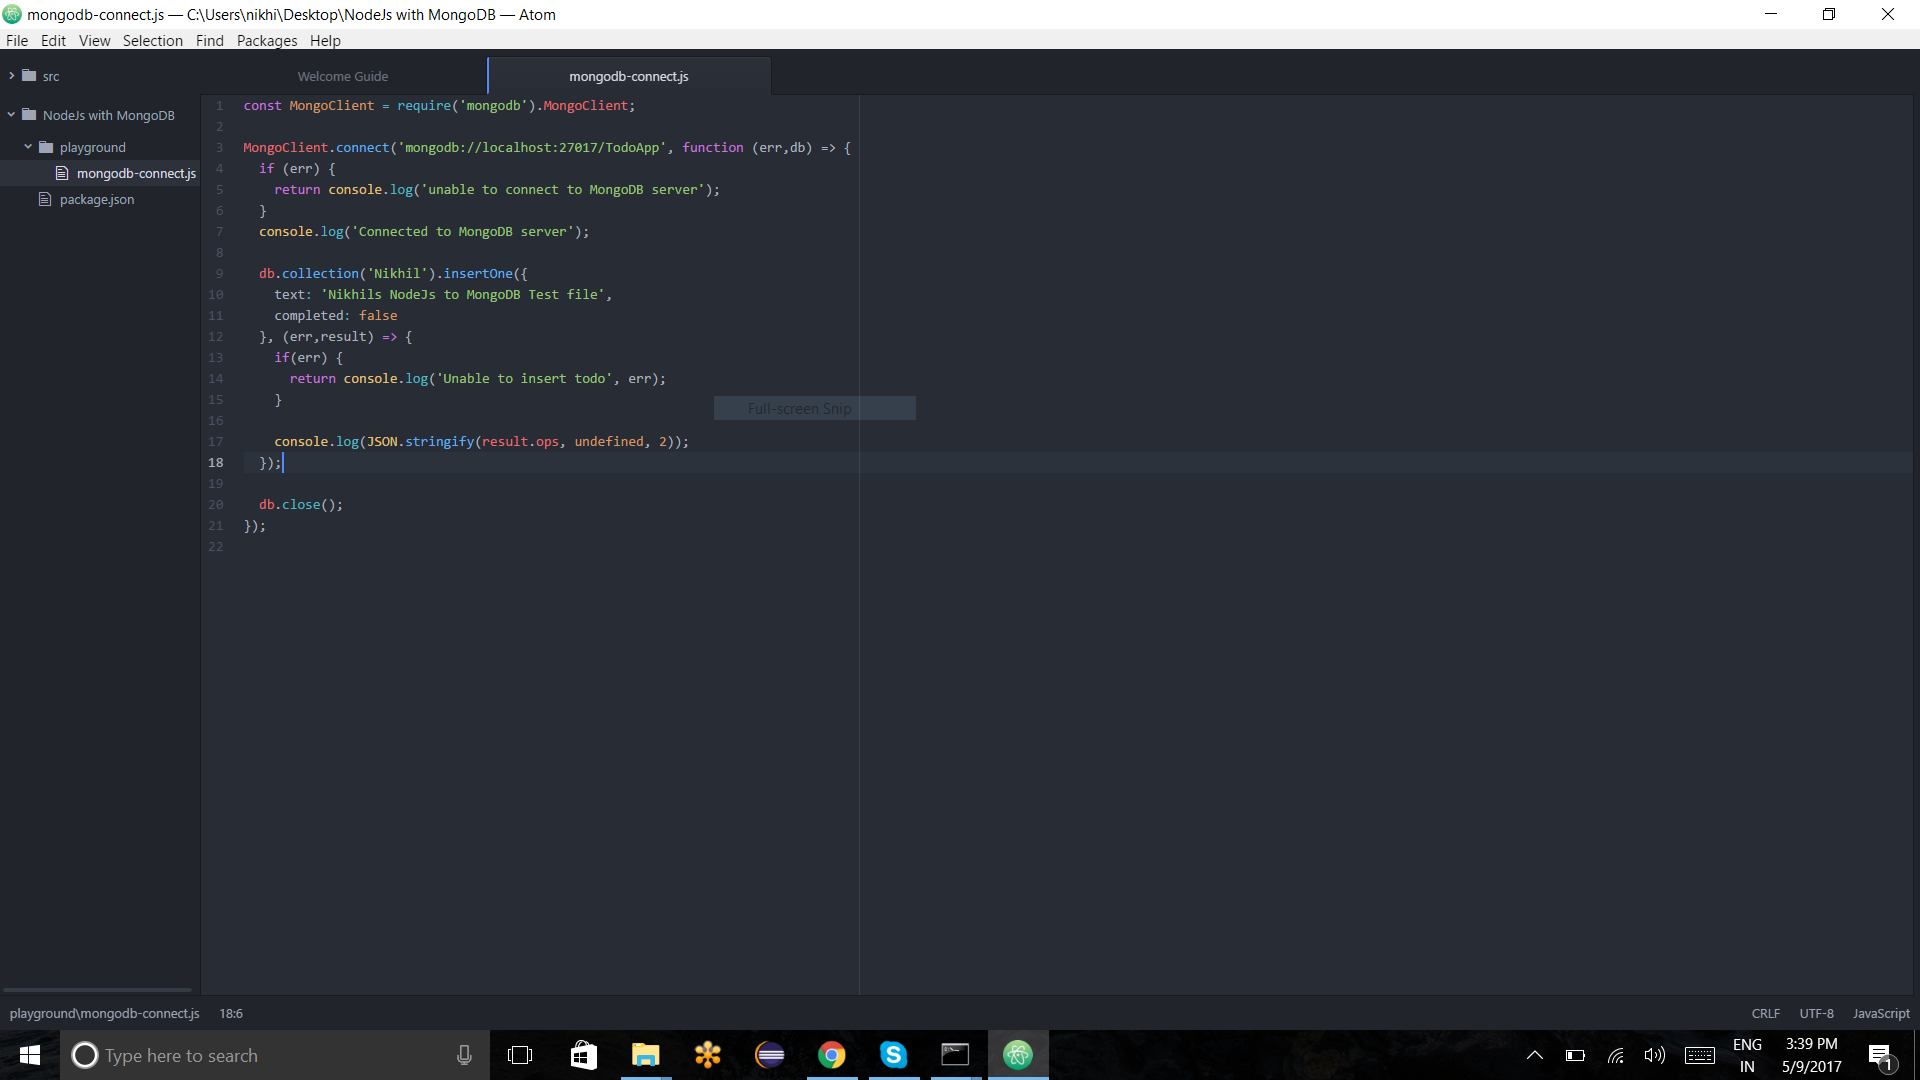 mongodb-connect.js — C:\Users\nikhi\Desktop\NodeJs with MongoDB — Atom
File Edit View Selection Find Packages Help
src
NodeJs with MongoDB
playground
mongodb-connect.js
package.json
Welcome Guide
mongodb-connect.js
1 const MongoClient = require('mongodb').MongoClient;
2
3 MongoClient.connect('mongodb://localhost:27017/TodoApp', function (err,db) => {
4   if (err) {
5     return console.log('unable to connect to MongoDB server');
6   }
7   console.log('Connected to MongoDB server');
8
9   db.collection('Nikhil').insertOne({
10     text: 'Nikhils NodeJs to MongoDB Test file',
11     completed: false
12   }, (err,result) => {
13     if(err) {
14       return console.log('Unable to insert todo', err);
15     }
16
17     console.log(JSON.stringify(result.ops, undefined, 2));
18   });
19
20   db.close();
21 });
22
Full-screen Snip
playground\mongodb-connect.js 18:6
CRLF UTF-8 JavaScript
Type here to search
ENG
IN
3:39 PM
5/9/2017
1